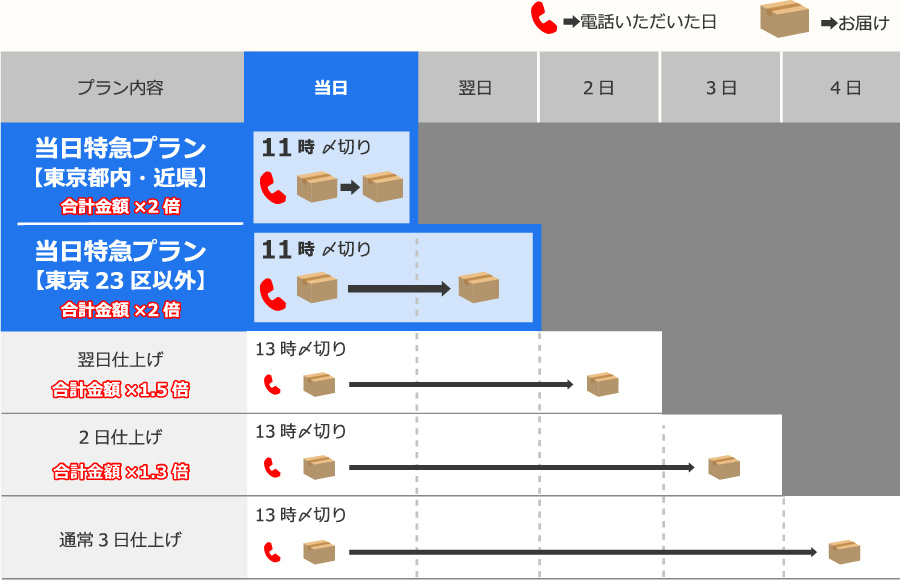 ➡電話いただいた日
➡お届け
プラン内容
当日
翌日
2日
3日
4日
当日特急プラン
【東京都内・近県】
合計金額×2倍
11時〆切り
当日特急プラン
【東京23区以外】
合計金額×2倍
11時〆切り
翌日仕上げ
合計金額×1.5倍
13時〆切り
2日仕上げ
合計金額×1.3倍
13時〆切り
通常3日仕上げ
13時〆切り